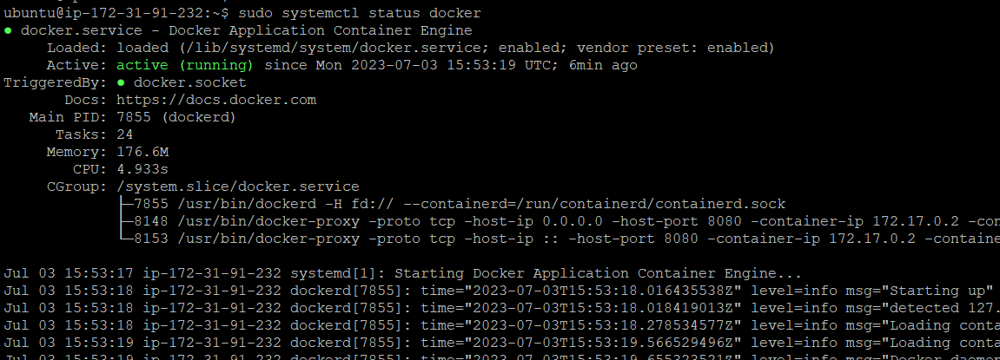 ubuntu@ip-172-31-91-232:~$ sudo systemctl status docker
● docker.service - Docker Application Container Engine
Loaded: loaded (/lib/systemd/system/docker.service; enabled; vendor preset: enabled)
Active: active (running) since Mon 2023-07-03 15:53:19 UTC; 6min ago
TriggeredBy: ● docker.socket
Docs: https://docs.docker.com
Main PID: 7855 (dockerd)
Tasks: 24
Memory: 176.6M
CPU: 4.933s
CGroup: /system.slice/docker.service
├─7855 /usr/bin/dockerd -H fd:// --containerd=/run/containerd/containerd.sock
├─8148 /usr/bin/docker-proxy -proto tcp -host-ip 0.0.0.0 -host-port 8080 -container-ip 172.17.0.2 -con
└─8153 /usr/bin/docker-proxy -proto tcp -host-ip :: -host-port 8080 -container-ip 172.17.0.2 -containe
Jul 03 15:53:17 ip-172-31-91-232 systemd[1]: Starting Docker Application Container Engine...
Jul 03 15:53:18 ip-172-31-91-232 dockerd[7855]: time="2023-07-03T15:53:18.016435538Z" level=info msg="Starting up"
Jul 03 15:53:18 ip-172-31-91-232 dockerd[7855]: time="2023-07-03T15:53:18.018419013Z" level=info msg="detected 127.
Jul 03 15:53:18 ip-172-31-91-232 dockerd[7855]: time="2023-07-03T15:53:18.278534577Z" level=info msg="Loading conta
Jul 03 15:53:19 ip-172-31-91-232 dockerd[7855]: time="2023-07-03T15:53:19.566529496Z" level=info msg="Loading conta
Jul 03 15:53:19 ip-172-31-91-232 dockerd[7855]: time="2023-07-03T15:53:19.655323521Z" level=info msg="Docker daemon